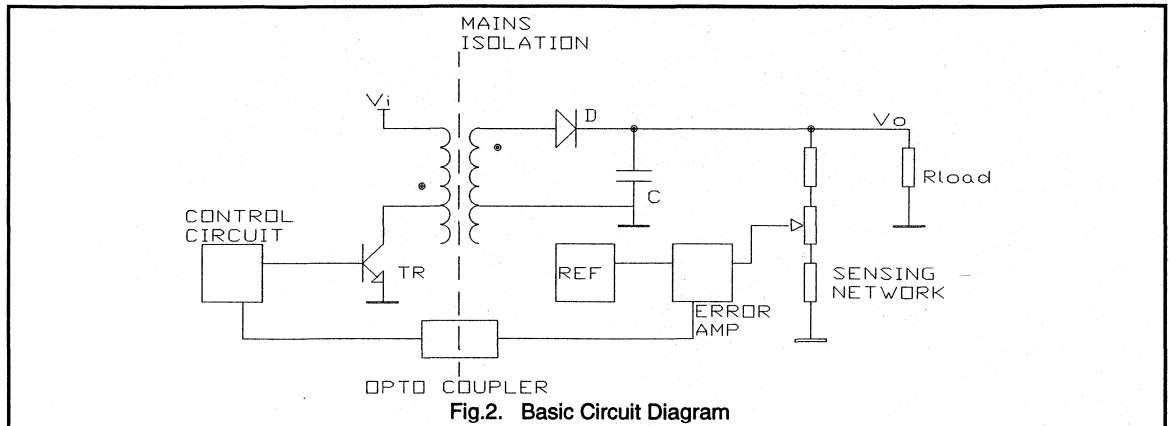 MAINS
ISOLATION
Vi
D
Vo
C
Rload
CONTROL
CIRCUIT
TR
REF
ERROR
AMP
SENSING
NETWORK
OPTO COUPLER
Fig.2. Basic Circuit Diagram